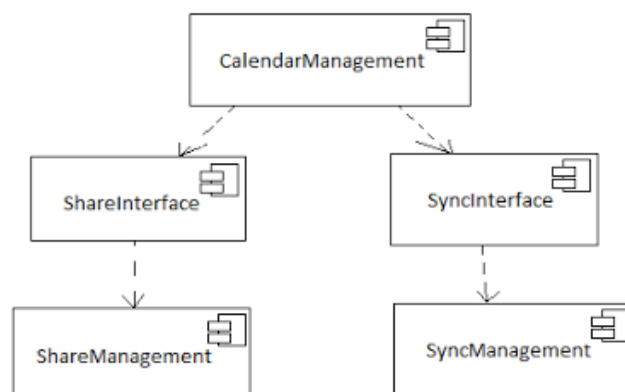 CalendarManagement
ShareInterface
SyncInterface
ShareManagement
SyncManagement